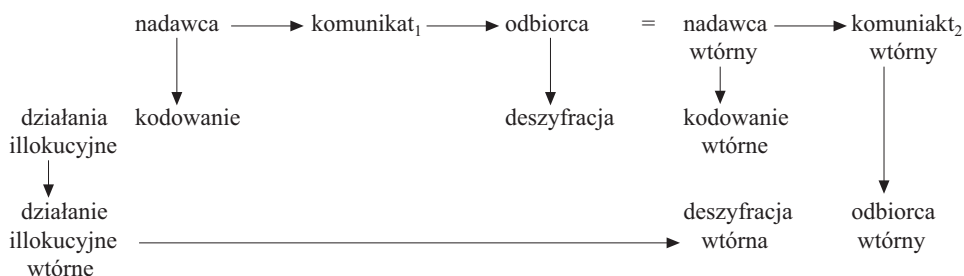 nadawca komunikat₁ odbiorca = nadawca komuniakt₂
wtórny wtórny
działania kodowanie deszyfracja kodowanie
illokucyjne wtórne
działanie deszyfracja odbiorca
illokucyjne wtórna wtórny
wtórne